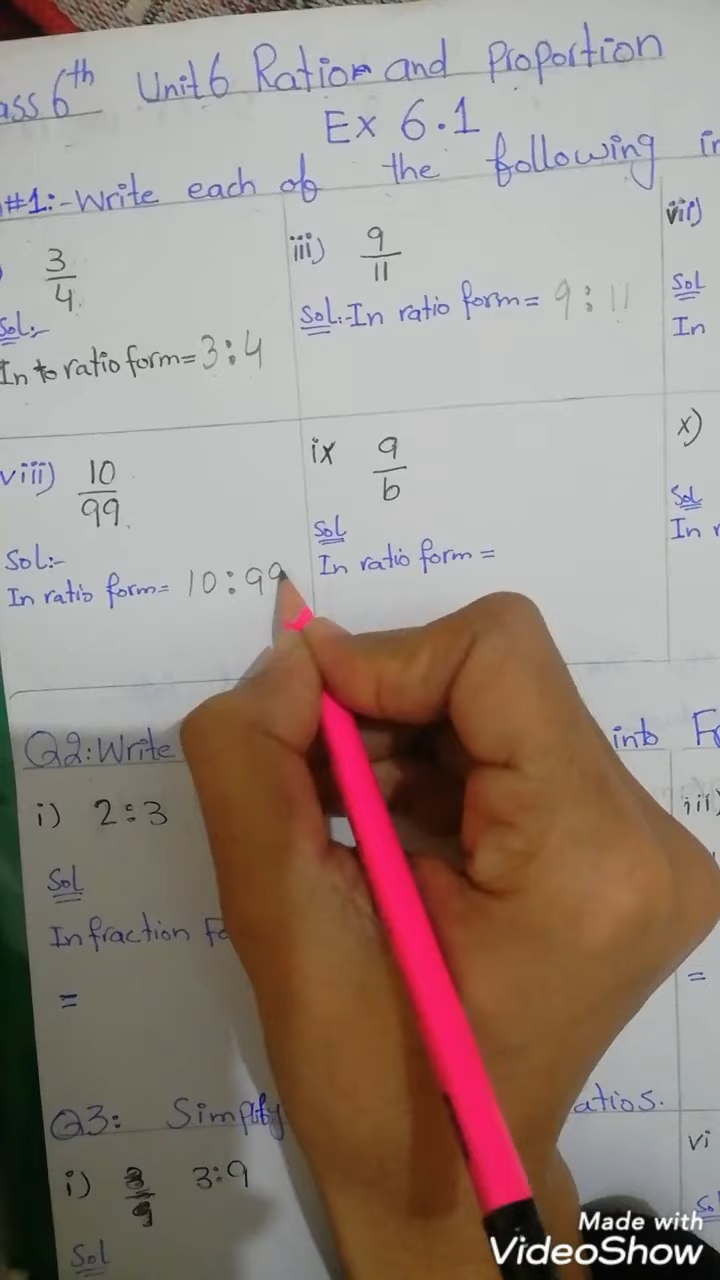 ass 6th Unit 6 Ration and Proportion
Ex 6.1
#1:- Write each of the following in
3/4
Sol:-
In to ratio form = 3:4
iii) 9/11
Sol:- In ratio form = 9:11
vii)
Sol
In
viii) 10/99
Sol:-
In ratio form = 10:99
ix a/b
Sol
In ratio form =
x)
Sol
In r
Q2: Write into F
i) 2:3
Sol
In fraction Fo
=
iii)
=
Q3: Simplify atios.
i) 3:9
Sol
vi
So
Made with
VideoShow